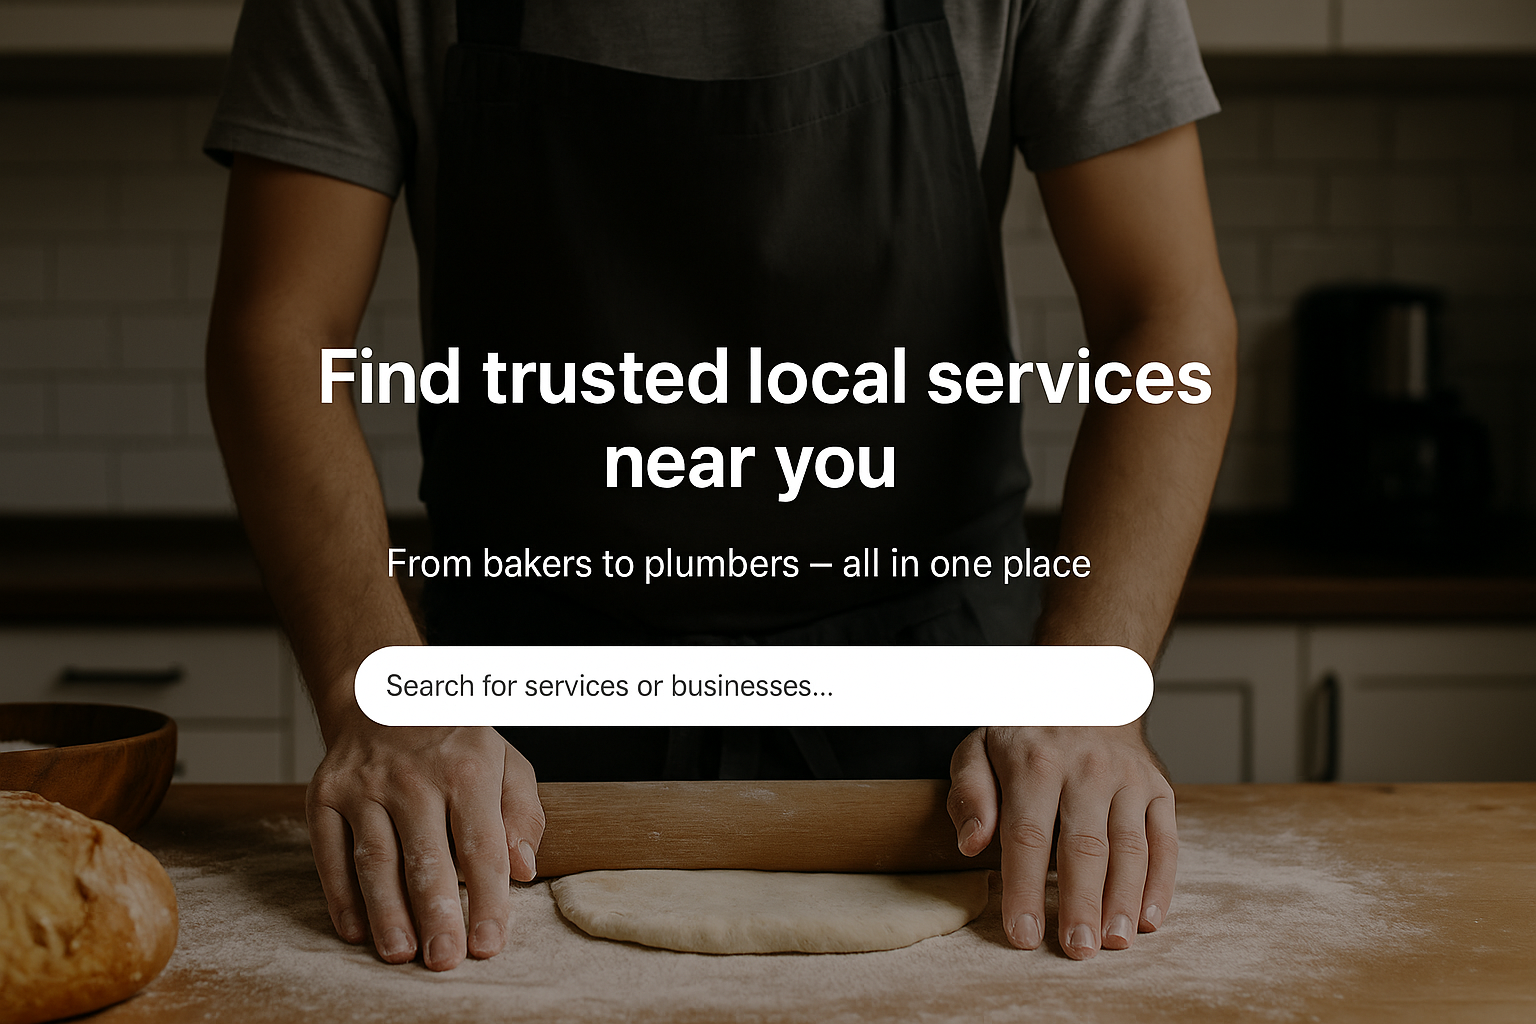 Find trusted local services
near you
From bakers to plumbers – all in one place
Search for services or businesses...